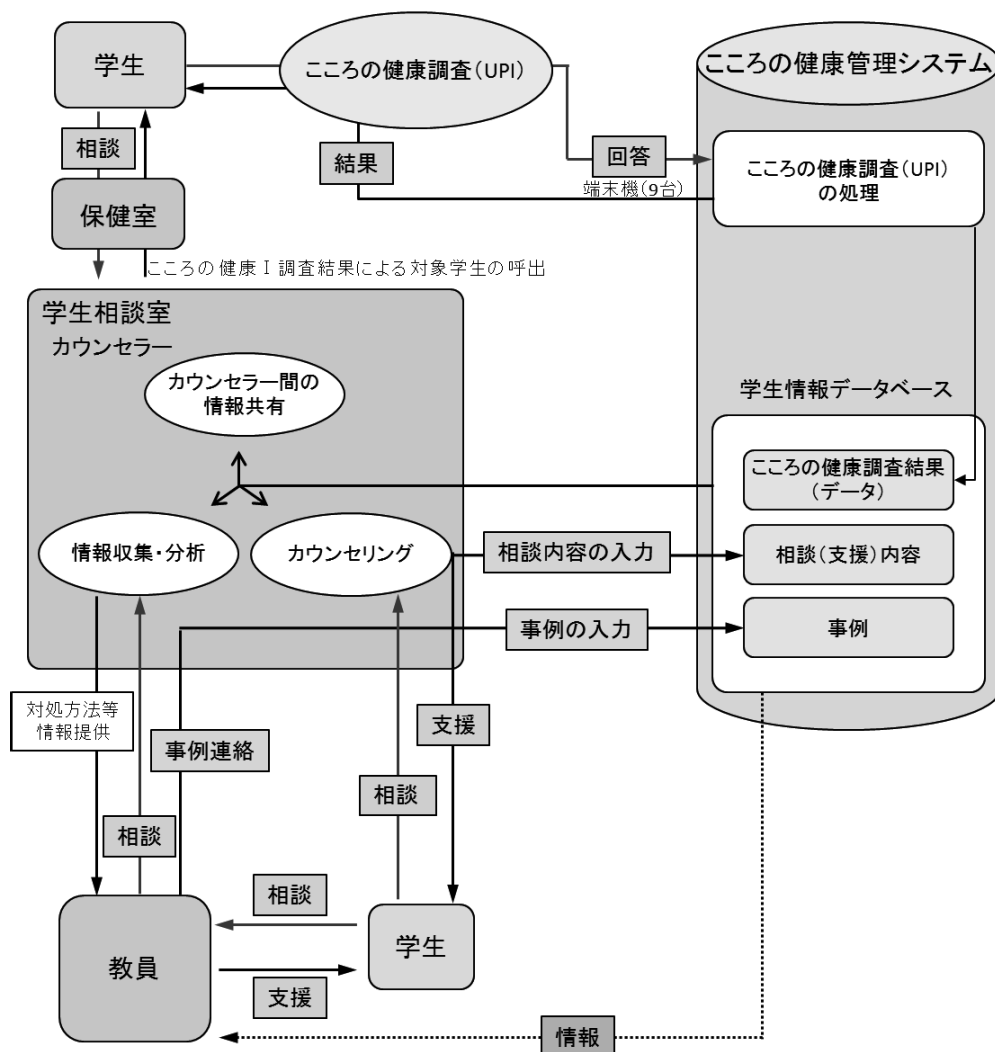 学生
こころの健康調査(UPI)
こころの健康管理システム
相談
結果
回答
端末機(9台)
こころの健康調査(UPI)
の処理
保健室
こころの健康Ⅰ調査結果による対象学生の呼出
学生相談室
カウンセラー
カウンセラー間の
情報共有
学生情報データベース
こころの健康調査結果
(データ)
情報収集・分析
カウンセリング
相談内容の入力
相談(支援)内容
事例の入力
事例
対処方法等
情報提供
事例連絡
支援
相談
相談
相談
教員
学生
支援
情報